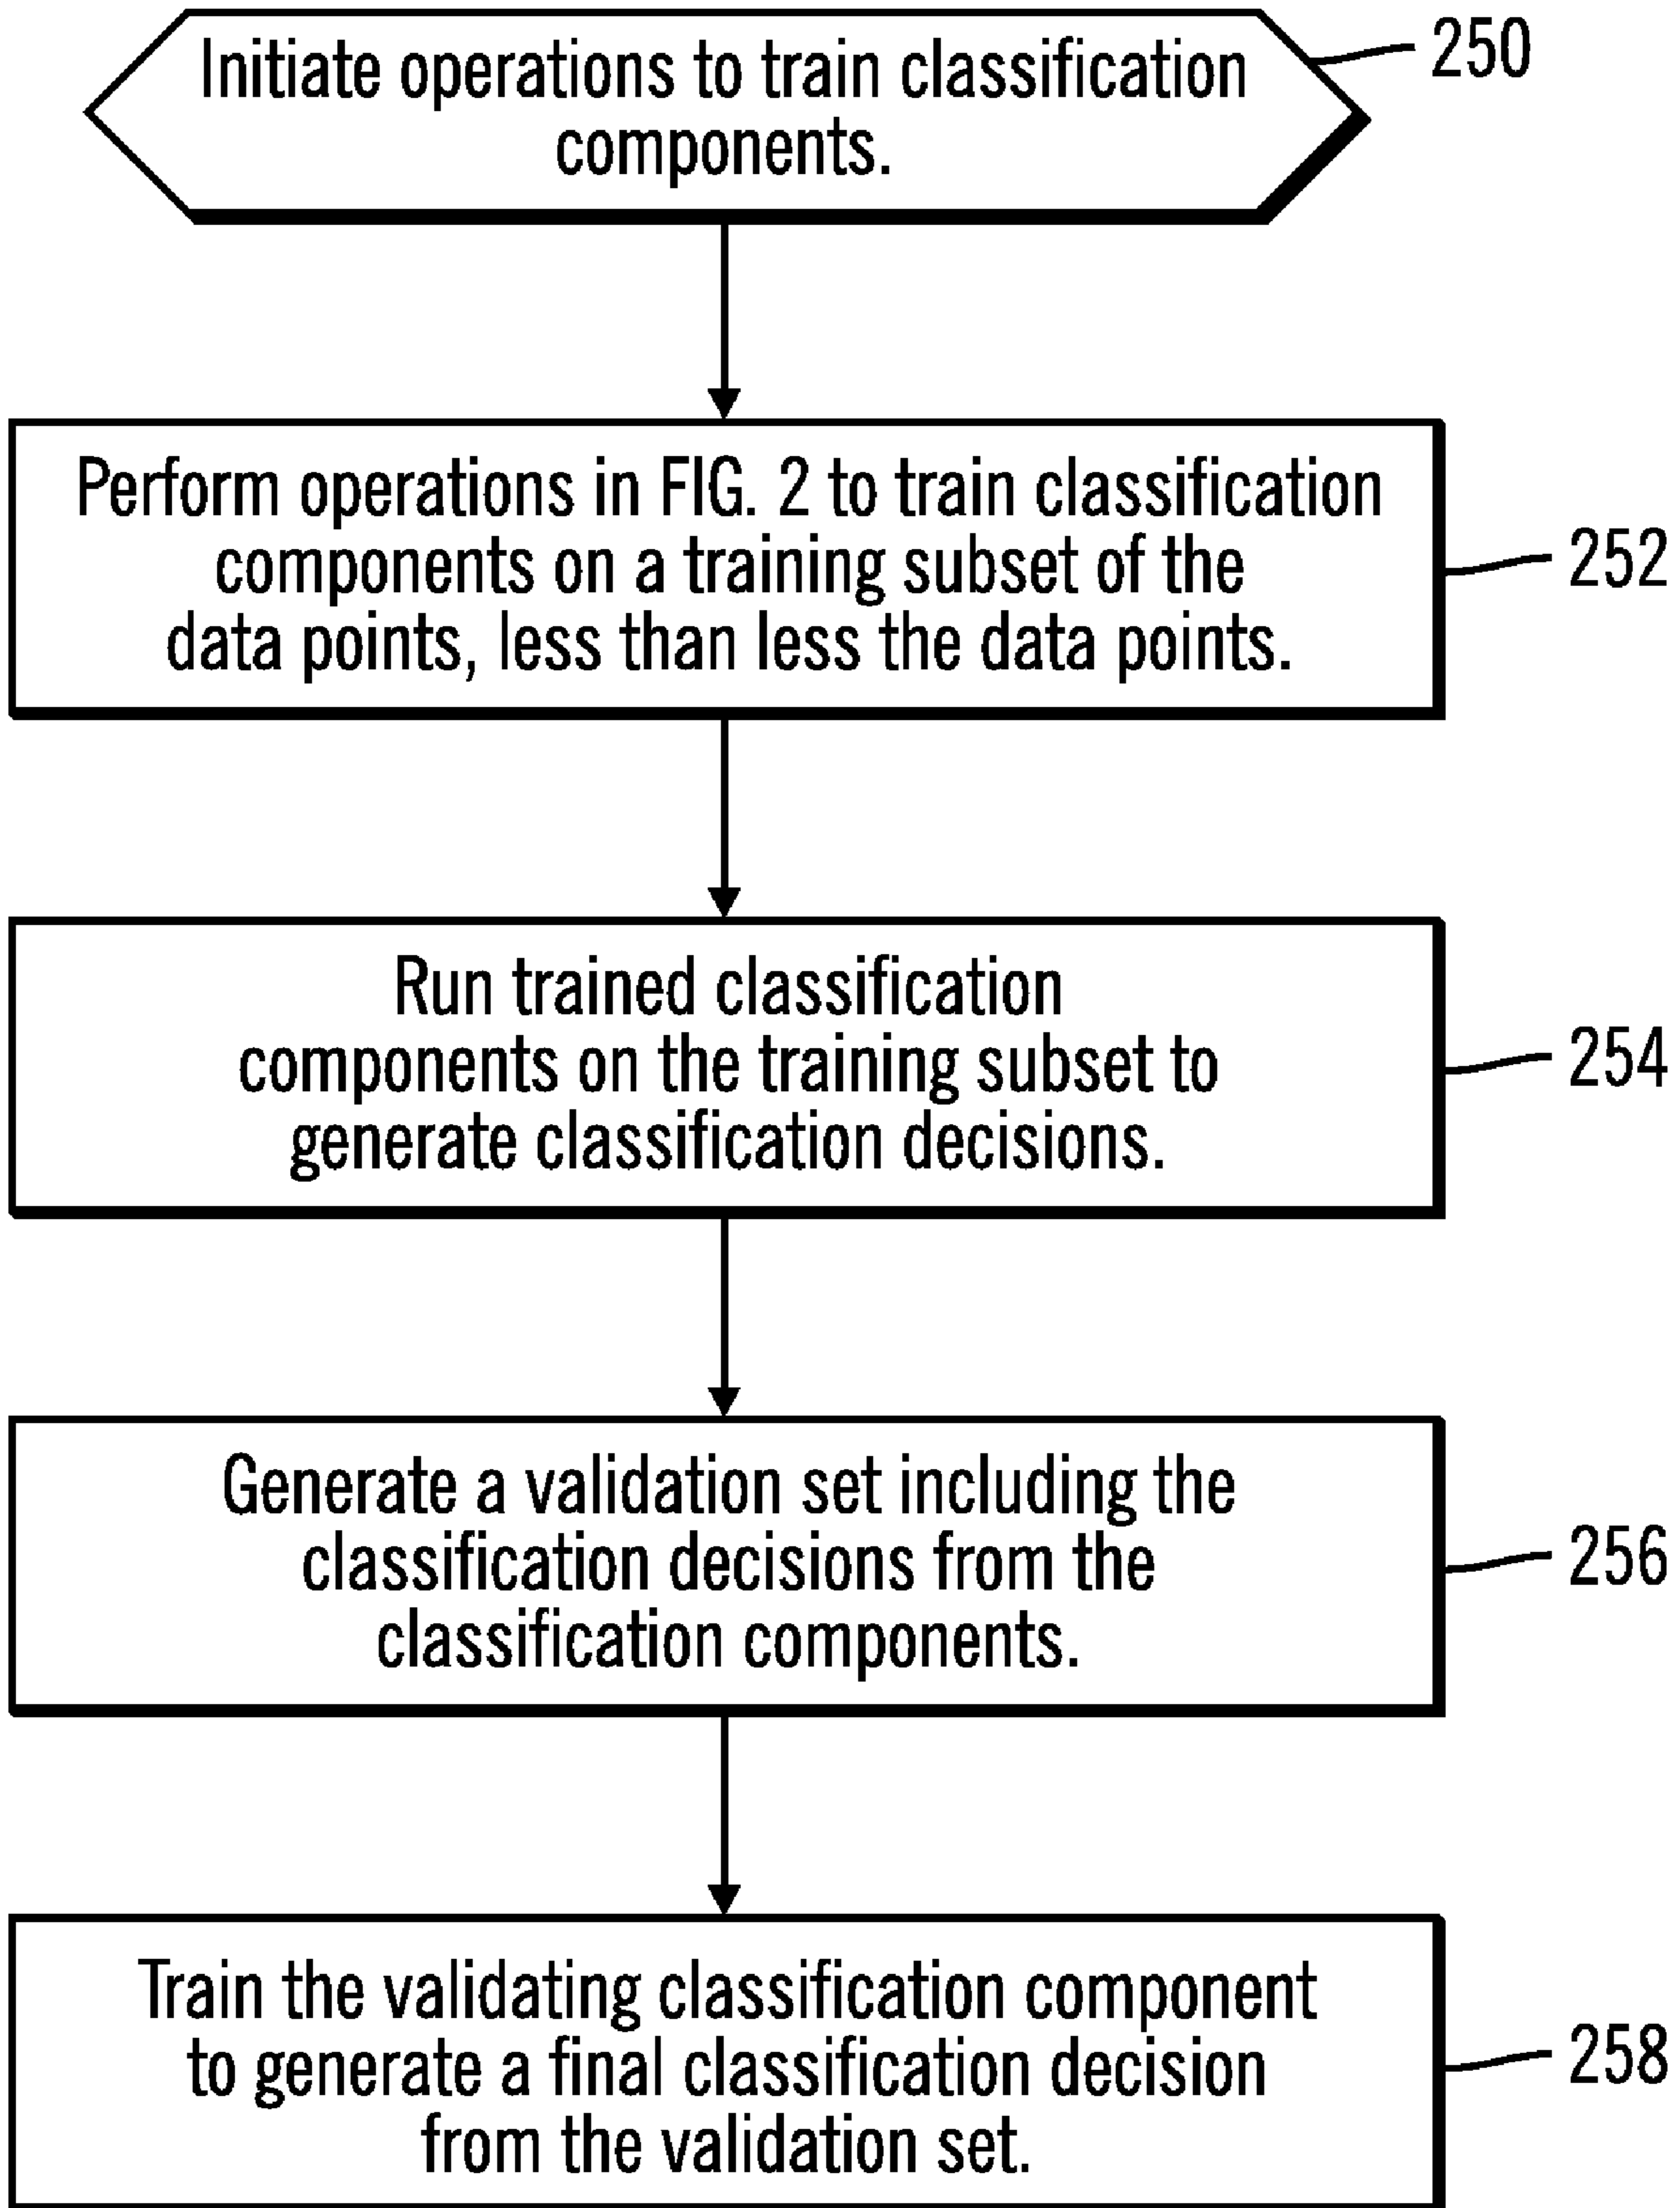 Initiate operations to train classification
components.
250
Perform operations in FIG. 2 to train classification
components on a training subset of the
data points, less than less the data points.
252
Run trained classification
components on the training subset to
generate classification decisions.
254
Generate a validation set including the
classification decisions from the
classification components.
256
Train the validating classification component
to generate a final classification decision
from the validation set.
258